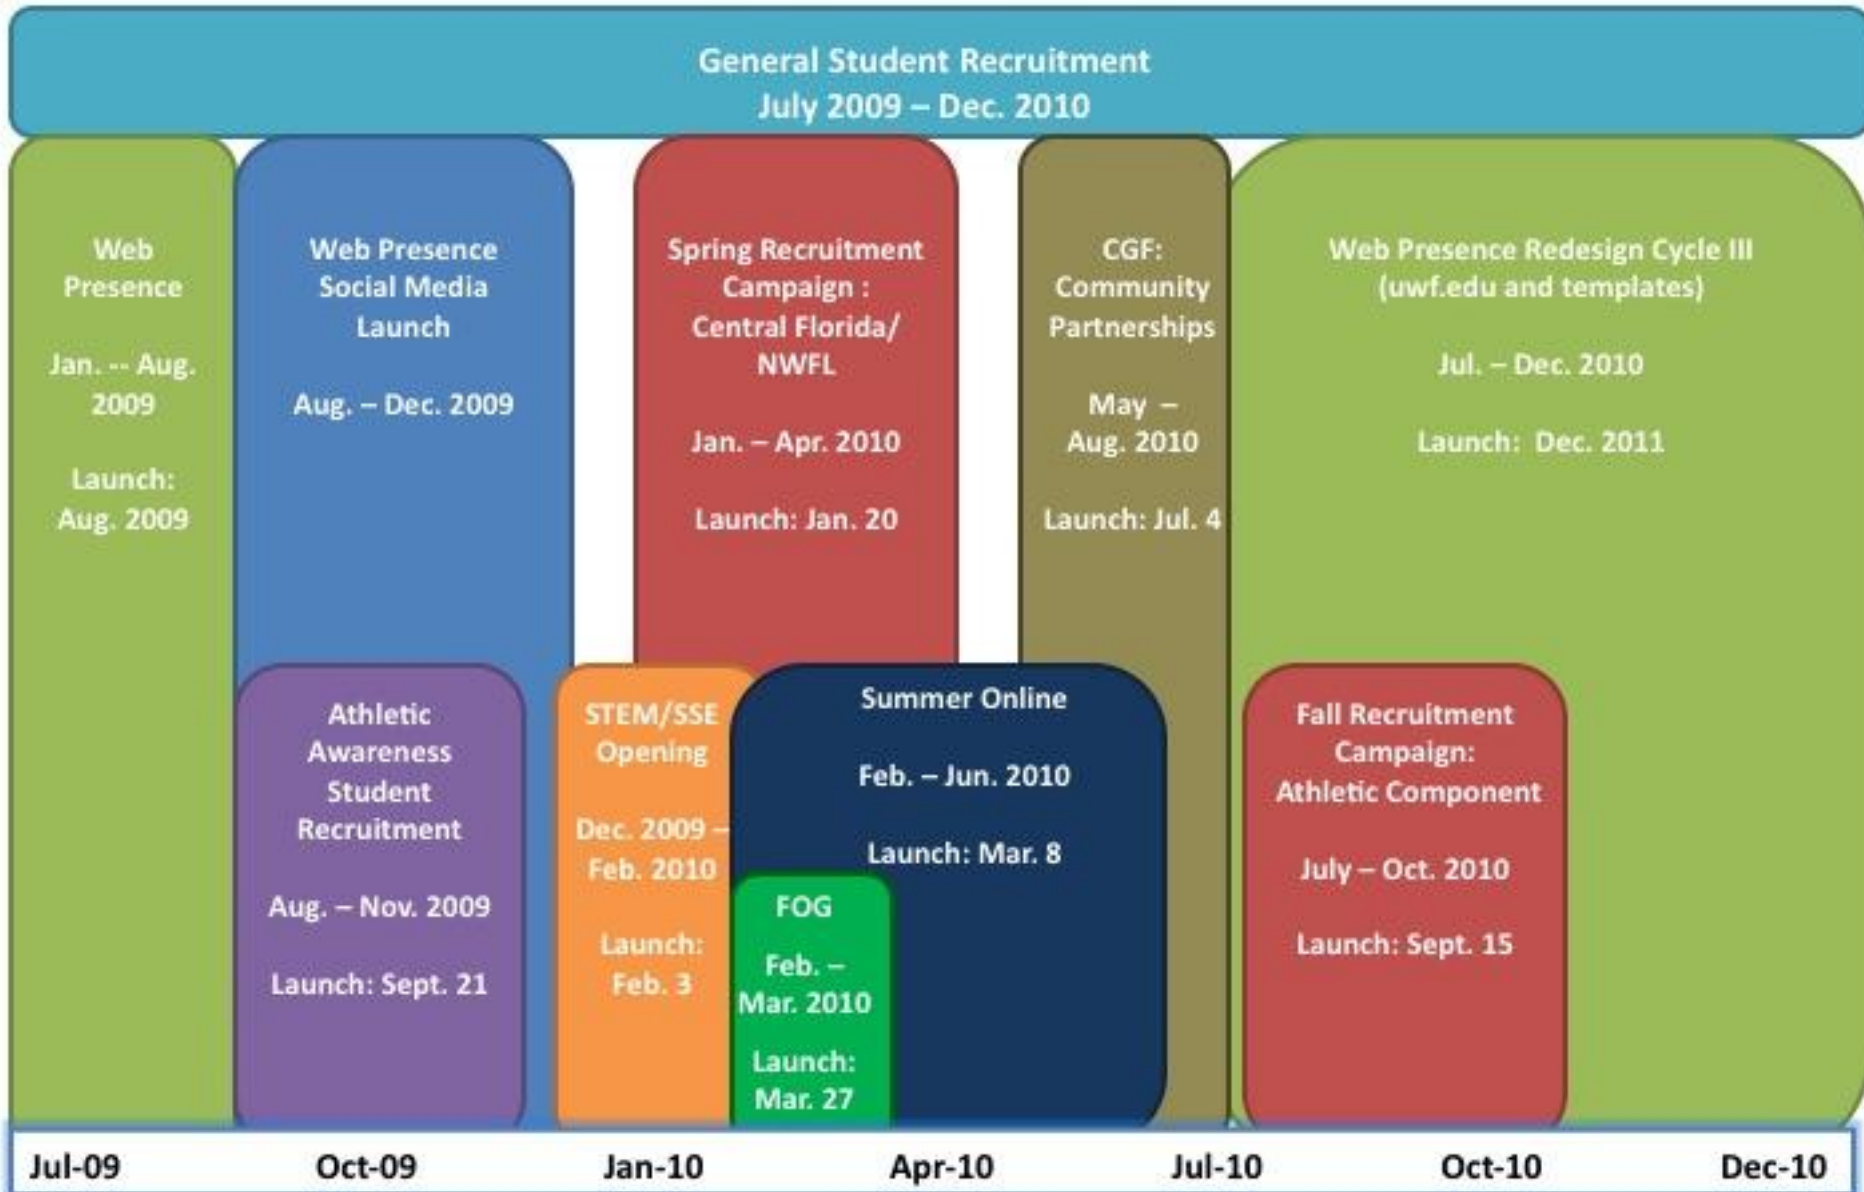 General Student Recruitment
July 2009 – Dec. 2010
Web
Presence
Jan. -- Aug.
2009
Launch:
Aug. 2009
Web Presence
Social Media
Launch
Aug. – Dec. 2009
Spring Recruitment
Campaign :
Central Florida/
NWFL
Jan. – Apr. 2010
Launch: Jan. 20
CGF:
Community
Partnerships
May –
Aug. 2010
Launch: Jul. 4
Web Presence Redesign Cycle III
(uwf.edu and templates)
Jul. – Dec. 2010
Launch: Dec. 2011
Athletic
Awareness
Student
Recruitment
Aug. – Nov. 2009
Launch: Sept. 21
STEM/SSE
Opening
Dec. 2009 –
Feb. 2010
Launch:
Feb. 3
Summer Online
Feb. – Jun. 2010
Launch: Mar. 8
FOG
Feb. –
Mar. 2010
Launch:
Mar. 27
Fall Recruitment
Campaign:
Athletic Component
July – Oct. 2010
Launch: Sept. 15
Jul-09 Oct-09 Jan-10 Apr-10 Jul-10 Oct-10 Dec-10